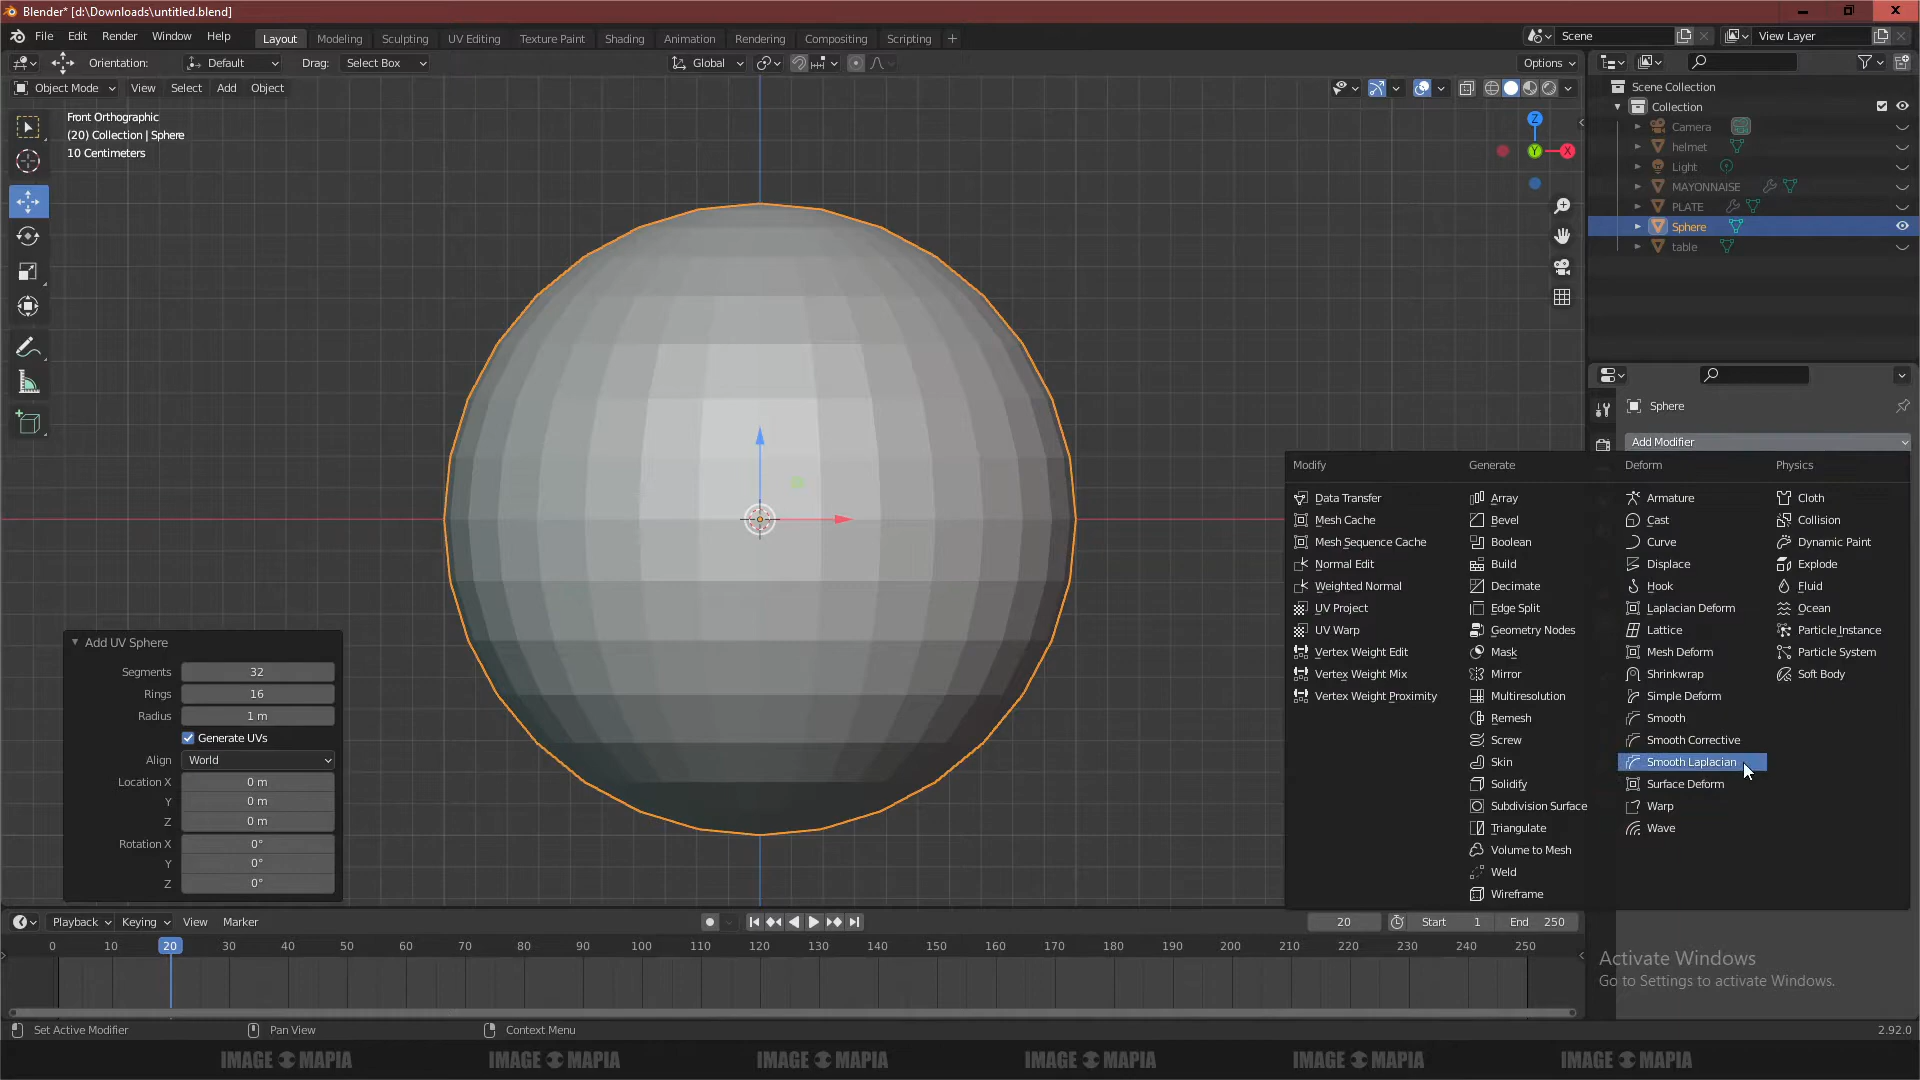 Blender* [d:\Downloads\untitled.blend]
File Edit Render Window Help
Layout Modeling Sculpting UV Editing Texture Paint Shading Animation Rendering Compositing Scripting +
Scene
View Layer
Orientation: Default Drag: Select Box
Global
Options
Object Mode View Select Add Object
Front Orthographic
(20) Collection | Sphere
10 Centimeters
Z
Y
X
Scene Collection
Collection
Camera
helmet
Light
MAYONNAISE
PLATE
Sphere
table
Sphere
Add Modifier
Modify
Data Transfer
Mesh Cache
Mesh Sequence Cache
Normal Edit
Weighted Normal
UV Project
UV Warp
Vertex Weight Edit
Vertex Weight Mix
Vertex Weight Proximity
Generate
Array
Bevel
Boolean
Build
Decimate
Edge Split
Geometry Nodes
Mask
Mirror
Multiresolution
Remesh
Screw
Skin
Solidify
Subdivision Surface
Triangulate
Volume to Mesh
Weld
Wireframe
Deform
Armature
Cast
Curve
Displace
Hook
Laplacian Deform
Lattice
Mesh Deform
Shrinkwrap
Simple Deform
Smooth
Smooth Corrective
Smooth Laplacian
Surface Deform
Warp
Wave
Physics
Cloth
Collision
Dynamic Paint
Explode
Fluid
Ocean
Particle Instance
Particle System
Soft Body
Add UV Sphere
Segments 32
Rings 16
Radius 1 m
Generate UVs
Align World
Location X 0 m
Y 0 m
Z 0 m
Rotation X 0°
Y 0°
Z 0°
Playback Keying View Marker
20 Start 1 End 250
0 10 20 30 40 50 60 70 80 90 100 110 120 130 140 150 160 170 180 190 200 210 220 230 240 250
Activate Windows
Go to Settings to activate Windows.
Set Active Modifier Pan View Context Menu 2.92.0
IMAGE MAPIA IMAGE MAPIA IMAGE MAPIA IMAGE MAPIA IMAGE MAPIA IMAGE MAPIA